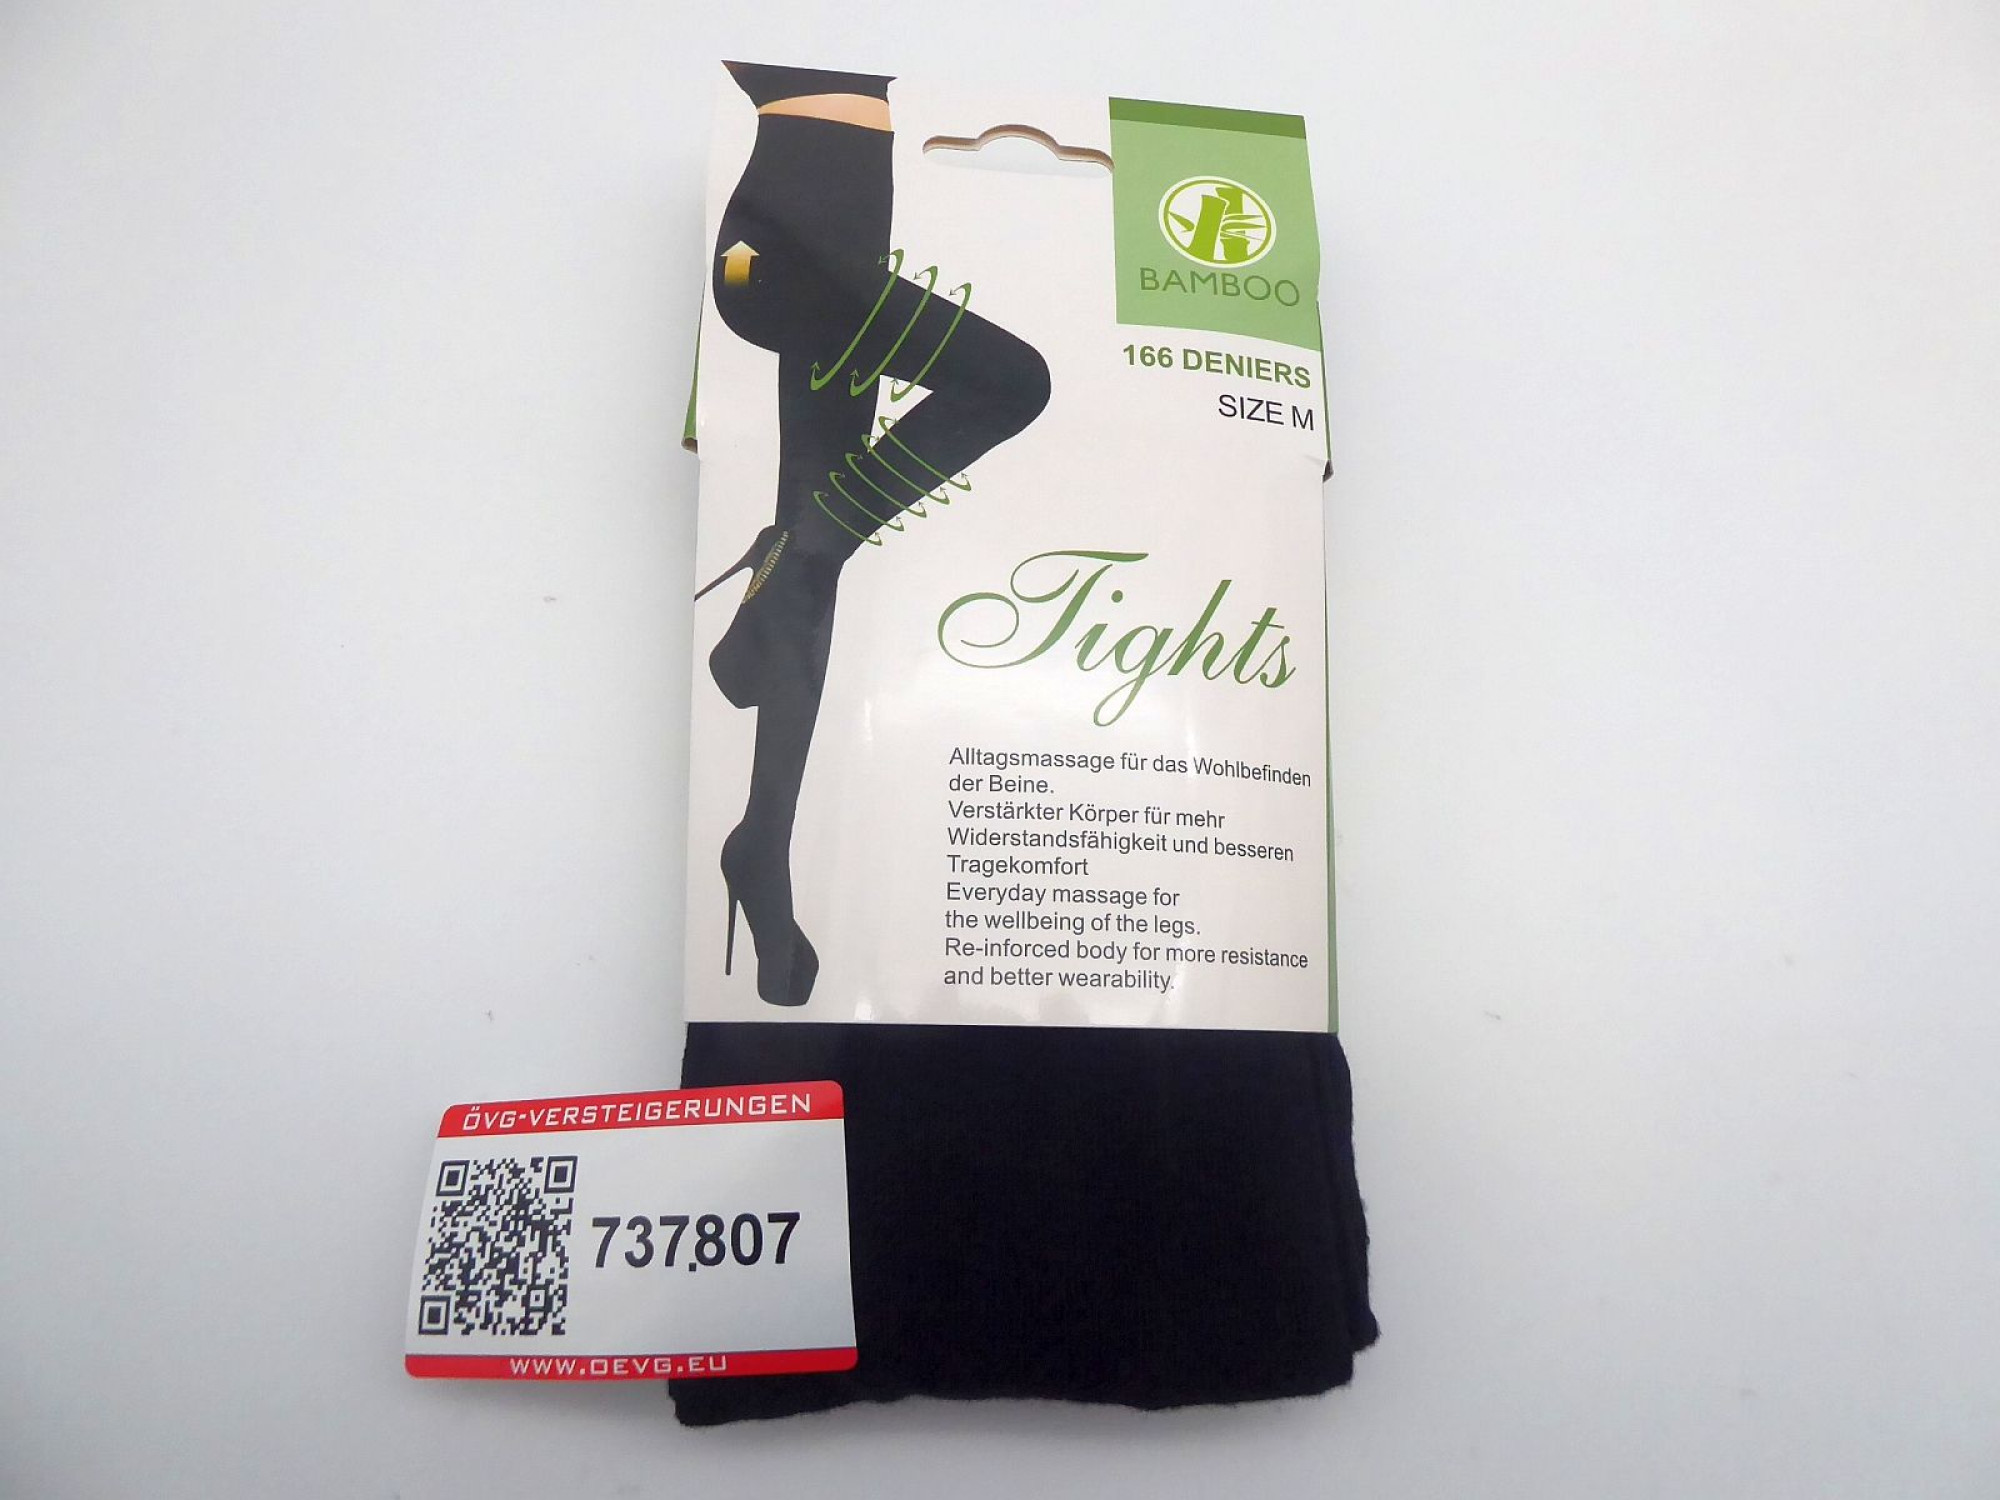 BAMBOO
166 DENIERS
SIZE M
Tights
Alltagsmassage für das Wohlbefinden
der Beine.
Verstärkter Körper für mehr
Widerstandsfähigkeit und besseren
Tragekomfort
Everyday massage for
the wellbeing of the legs.
Re-inforced body for more resistance
and better wearability.
ÖVG-VERSTEIGERUNGEN
737.807
WWW.OEVG.EU